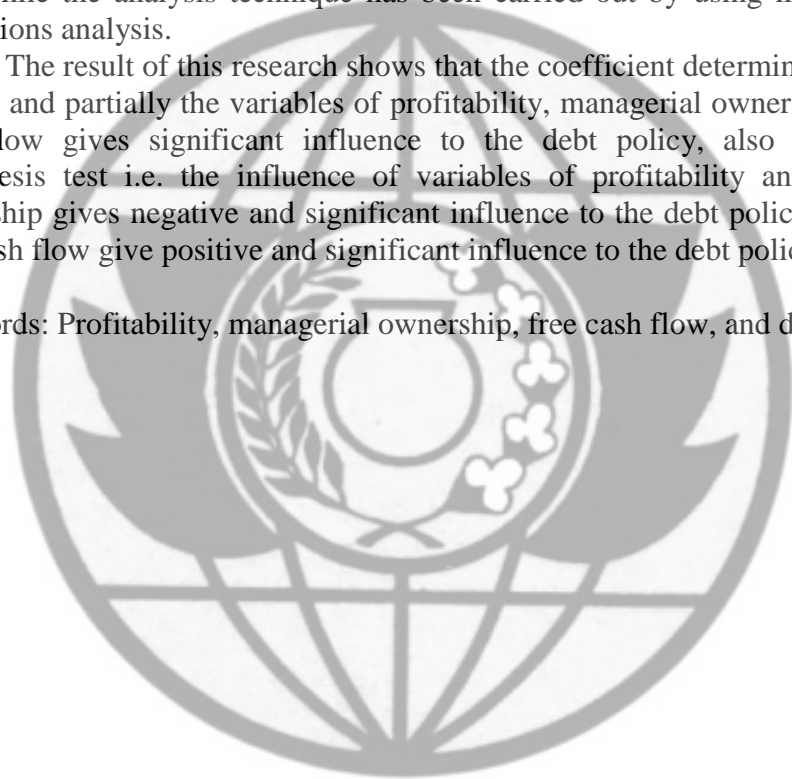 the analysis technique has been carried out by using
ions analysis.
The result of this research shows that the coefficient determin
and partially the variables of profitability, managerial owner
low gives significant influence to the debt policy, also
esis test i.e. the influence of variables of profitability an
ship gives negative and significant influence to the debt polic
sh flow give positive and significant influence to the debt polic
rds: Profitability, managerial ownership, free cash flow, and d